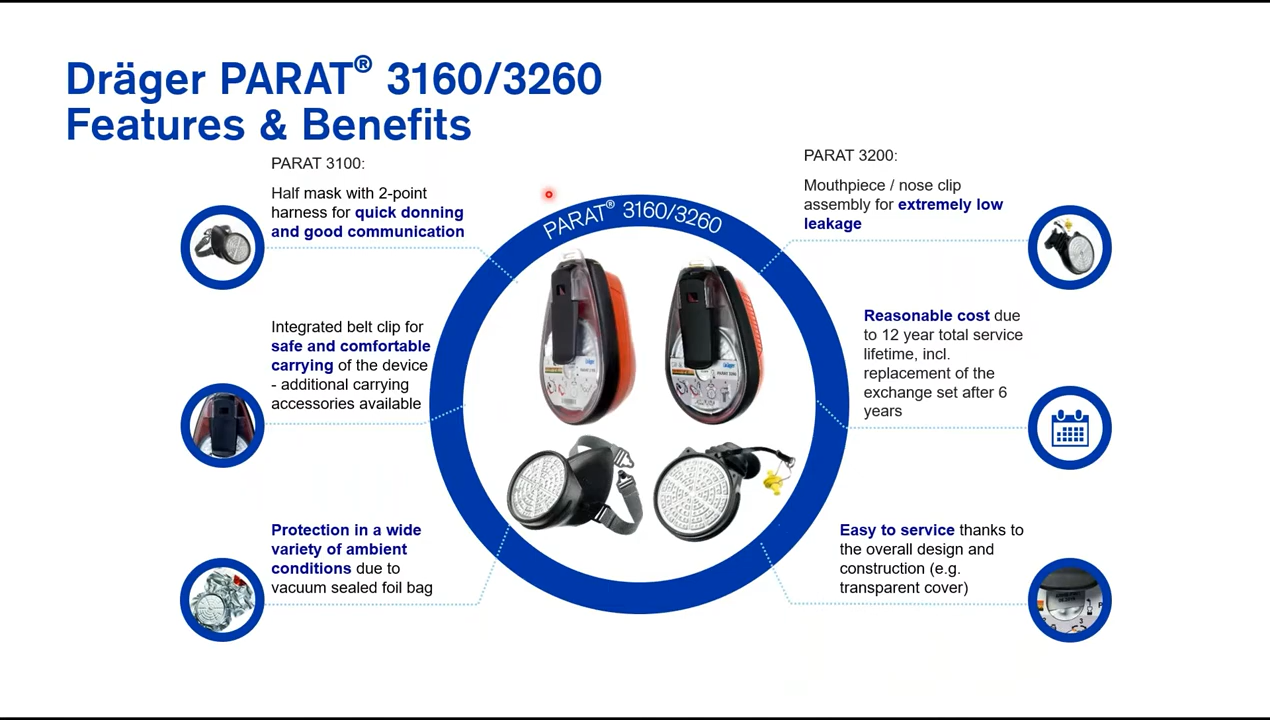 Dräger PARAT® 3160/3260
Features & Benefits
PARAT 3100:
Half mask with 2-point
harness for quick donning
and good communication
Integrated belt clip for
safe and comfortable
carrying of the device
- additional carrying
accessories available
Protection in a wide
variety of ambient
conditions due to
vacuum sealed foil bag
PARAT® 3160/3260
Dräger
Dräger
PARAT 3200:
Mouthpiece / nose clip
assembly for extremely low
leakage
Reasonable cost due
to 12 year total service
lifetime, incl.
replacement of the
exchange set after 6
years
Easy to service thanks to
the overall design and
construction (e.g.
transparent cover)